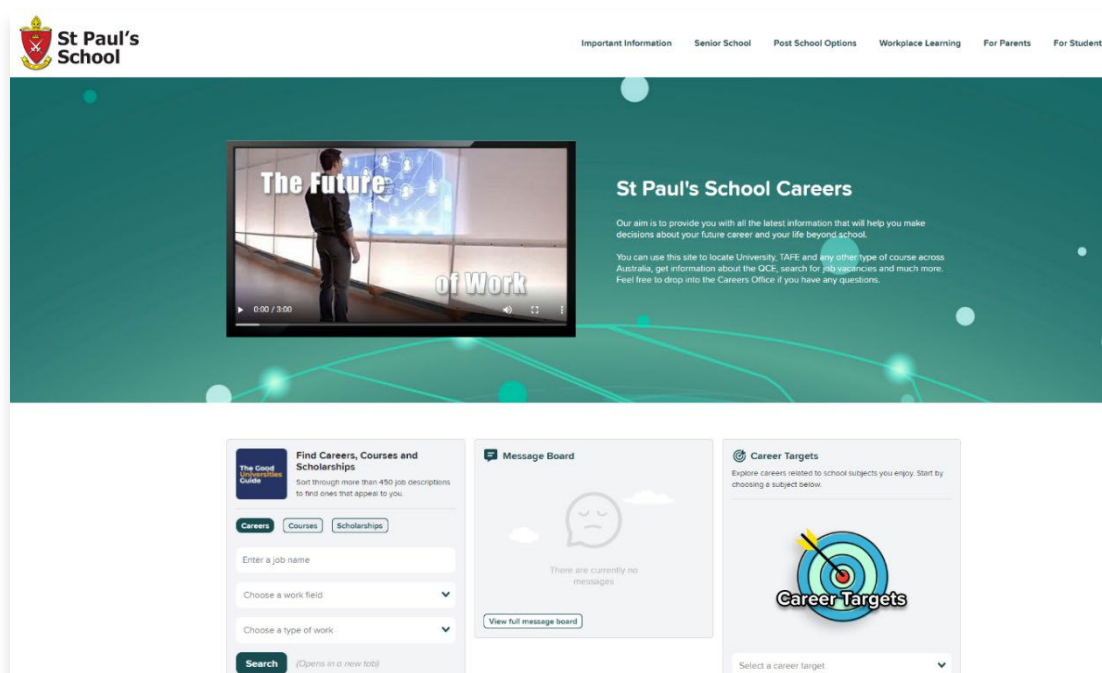 St Paul's
School
Important Information
Senior School
Post School Options
Workplace Learning
For Parents
For Student
The Future
of Work
0:00 / 3:00
St Paul's School Careers
Our aim is to provide you with all the latest information that will help you make
decisions about your future career and your life beyond school.
You can use this site to locate University, TAFE and any other type of course across
Australia, get information about the QCE, search for job vacancies and much more.
Feel free to drop into the Careers Office if you have any questions.
The Good
Universities
Guide
Find Careers, Courses and
Scholarships
Sort through more than 450 job descriptions
to find ones that appeal to you.
Careers
Courses
Scholarships
Enter a job name
Choose a work field
Choose a type of work
Search
(Opens in a new tab)
Message Board
There are currently no
messages
View full message board
Career Targets
Explore careers related to school subjects you enjoy. Start by
choosing a subject below.
Career Targets
Select a career target